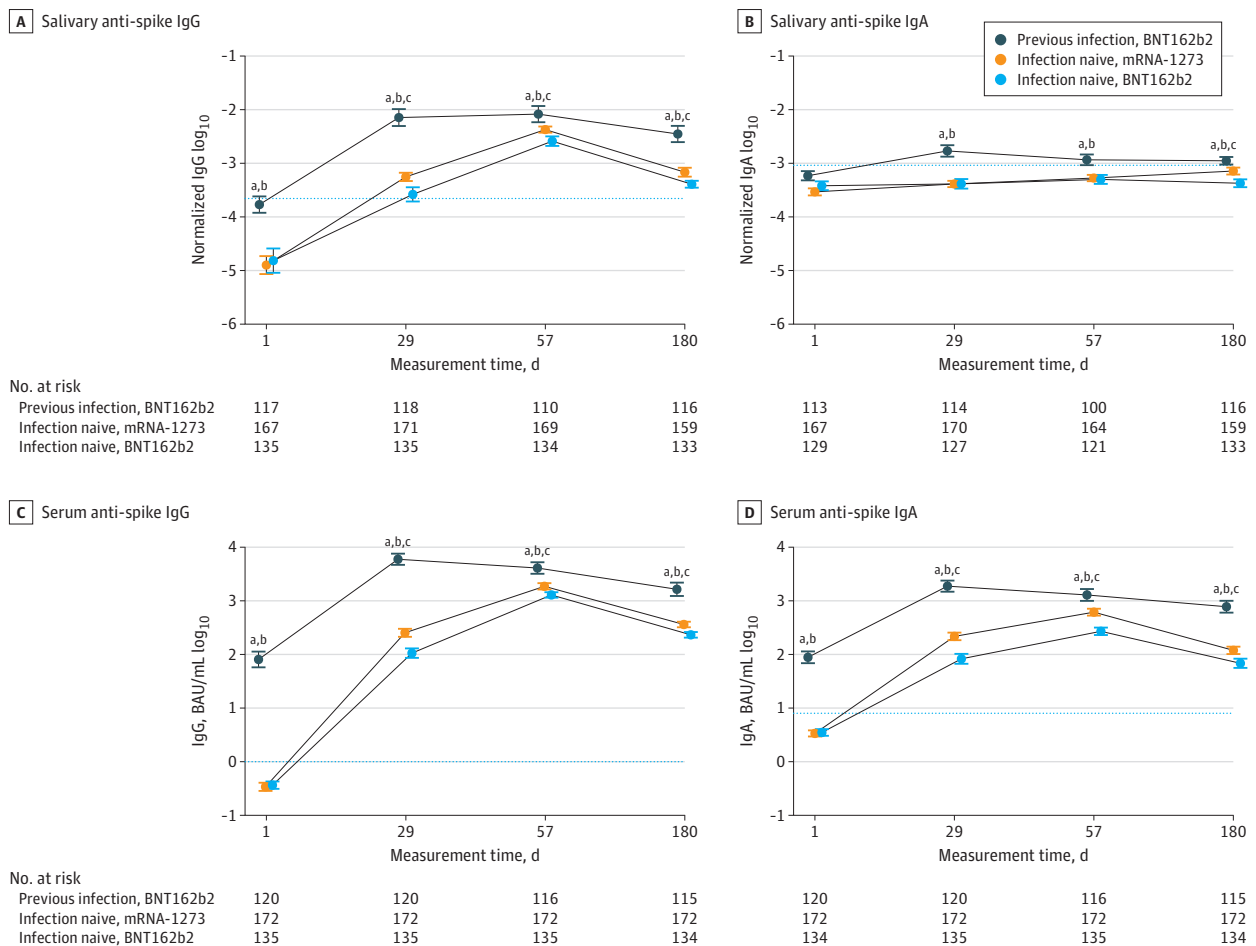 A Salivary anti-spike IgG
-1
-2
-3
-4
-5
-6
Normalized IgG log10
a,b
a,b,c
a,b,c
a,b,c
1 29 57 180
Measurement time, d
No. at risk
Previous infection, BNT162b2 117 118 110 116
Infection naive, mRNA-1273 167 171 169 159
Infection naive, BNT162b2 135 135 134 133
B Salivary anti-spike IgA
Previous infection, BNT162b2
Infection naive, mRNA-1273
Infection naive, BNT162b2
-1
-2
-3
-4
-5
-6
Normalized IgA log10
a,b
a,b
a,b,c
1 29 57 180
Measurement time, d
113 114 100 116
167 170 164 159
129 127 121 133
C Serum anti-spike IgG
4
3
2
1
0
-1
IgG, BAU/mL log10
a,b
a,b,c
a,b,c
a,b,c
1 29 57 180
Measurement time, d
No. at risk
Previous infection, BNT162b2 120 120 116 115
Infection naive, mRNA-1273 172 172 172 172
Infection naive, BNT162b2 135 135 135 134
D Serum anti-spike IgA
4
3
2
1
0
-1
IgA, BAU/mL log10
a,b
a,b,c
a,b,c
a,b,c
1 29 57 180
Measurement time, d
120 120 116 115
172 172 172 172
134 135 135 134